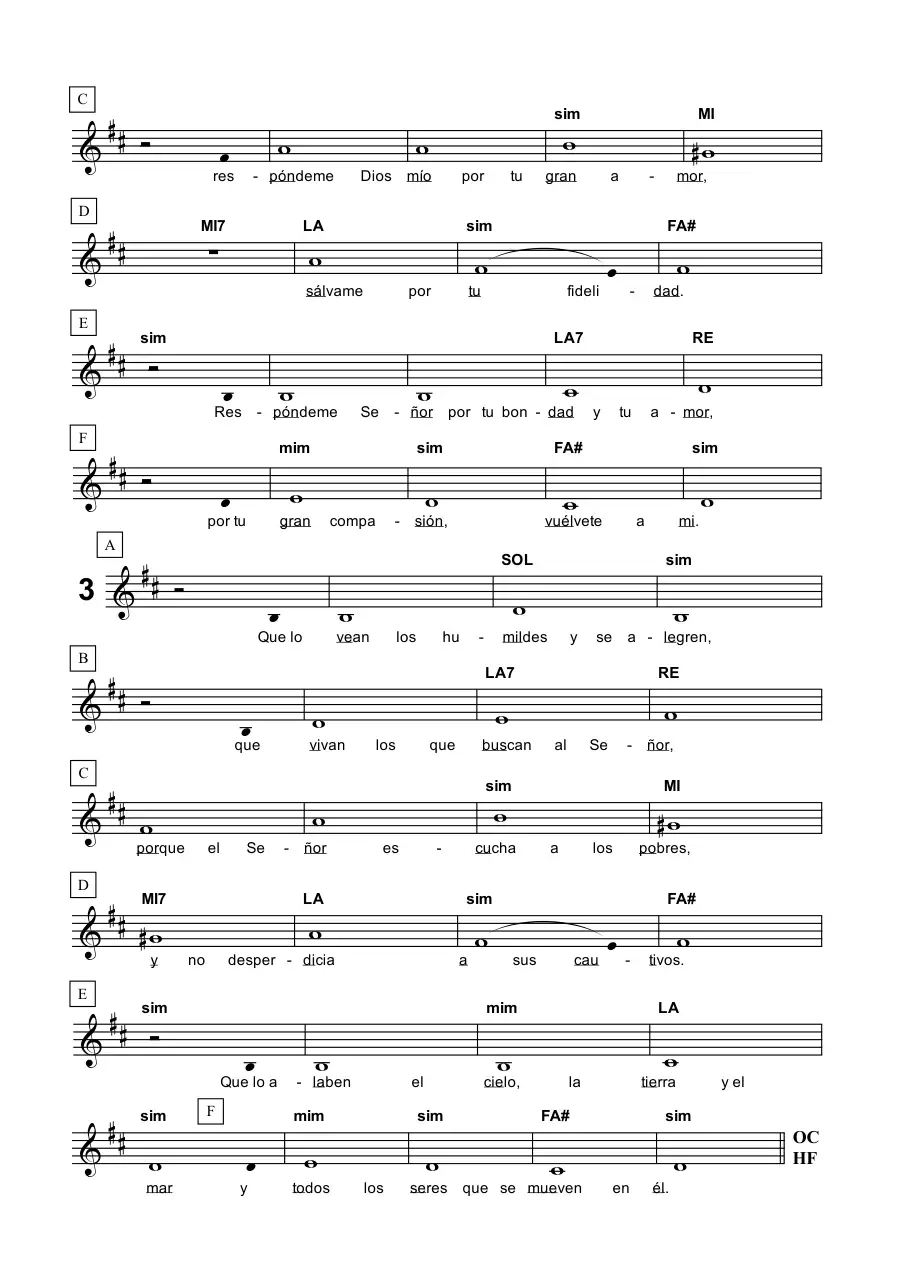 C
sim MI
res - póndeme Dios mío por tu gran a - mor,
D
MI7 LA sim FA#
sálvame por tu fideli - dad.
E
sim LA7 RE
Res - póndeme Se - ñor por tu bon - dad y tu a - mor,
F
mim sim FA# sim
por tu gran compa - sión, vuélvete a mi.
A
SOL sim
3
Que lo vean los hu - mildes y se a - legren,
B
LA7 RE
que vivan los que buscan al Se - ñor,
C
sim MI
porque el Se - ñor es - cucha a los pobres,
D
MI7 LA sim FA#
y no desper - dicia a sus cau - tivos.
E
sim mim LA
Que lo a - laben el cielo, la tierra y el
F
sim mim sim FA# sim
OC
HF
mar y todos los seres que se mueven en él.